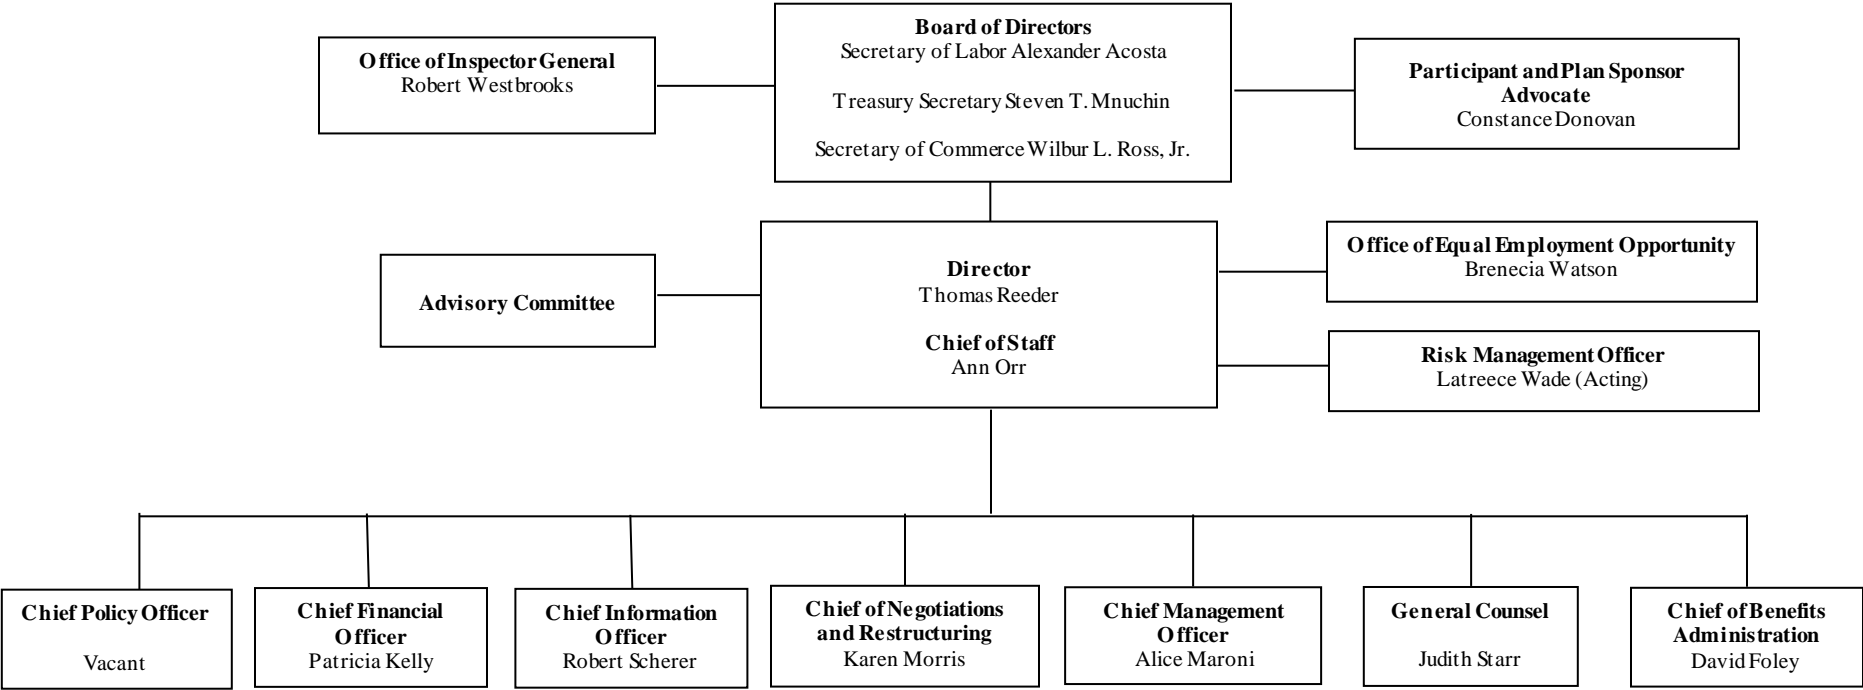 Board of Directors
Secretary of Labor Alexander Acosta
Treasury Secretary Steven T. Mnuchin
Secretary of Commerce Wilbur L. Ross, Jr.
Office of Inspector General
Robert Westbrooks
Participant and Plan Sponsor
Advocate
Constance Donovan
Director
Thomas Reeder
Chief of Staff
Ann Orr
Advisory Committee
Office of Equal Employment Opportunity
Brenecia Watson
Risk Management Officer
Latreece Wade (Acting)
Chief Policy Officer
Vacant
Chief Financial
Officer
Patricia Kelly
Chief Information
Officer
Robert Scherer
Chief of Negotiations
and Restructuring
Karen Morris
Chief Management
Officer
Alice Maroni
General Counsel
Judith Starr
Chief of Benefits
Administration
David Foley